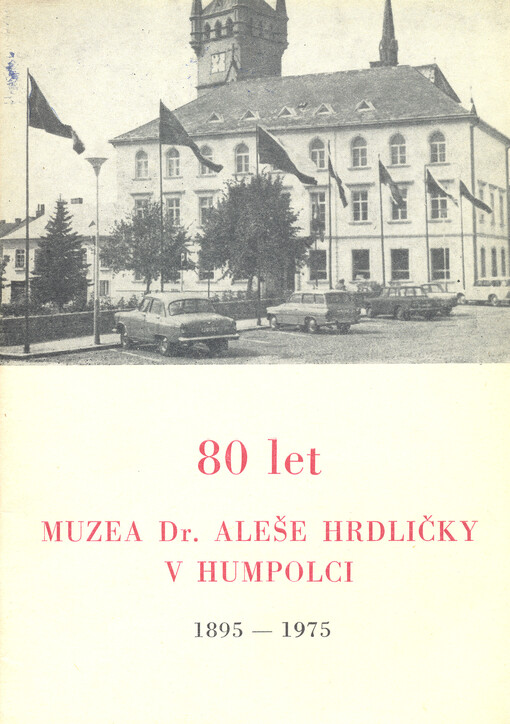 80 let
MUZEA Dr. ALEŠE HRDLIČKY
V HUMPOLCI
1895 — 1975